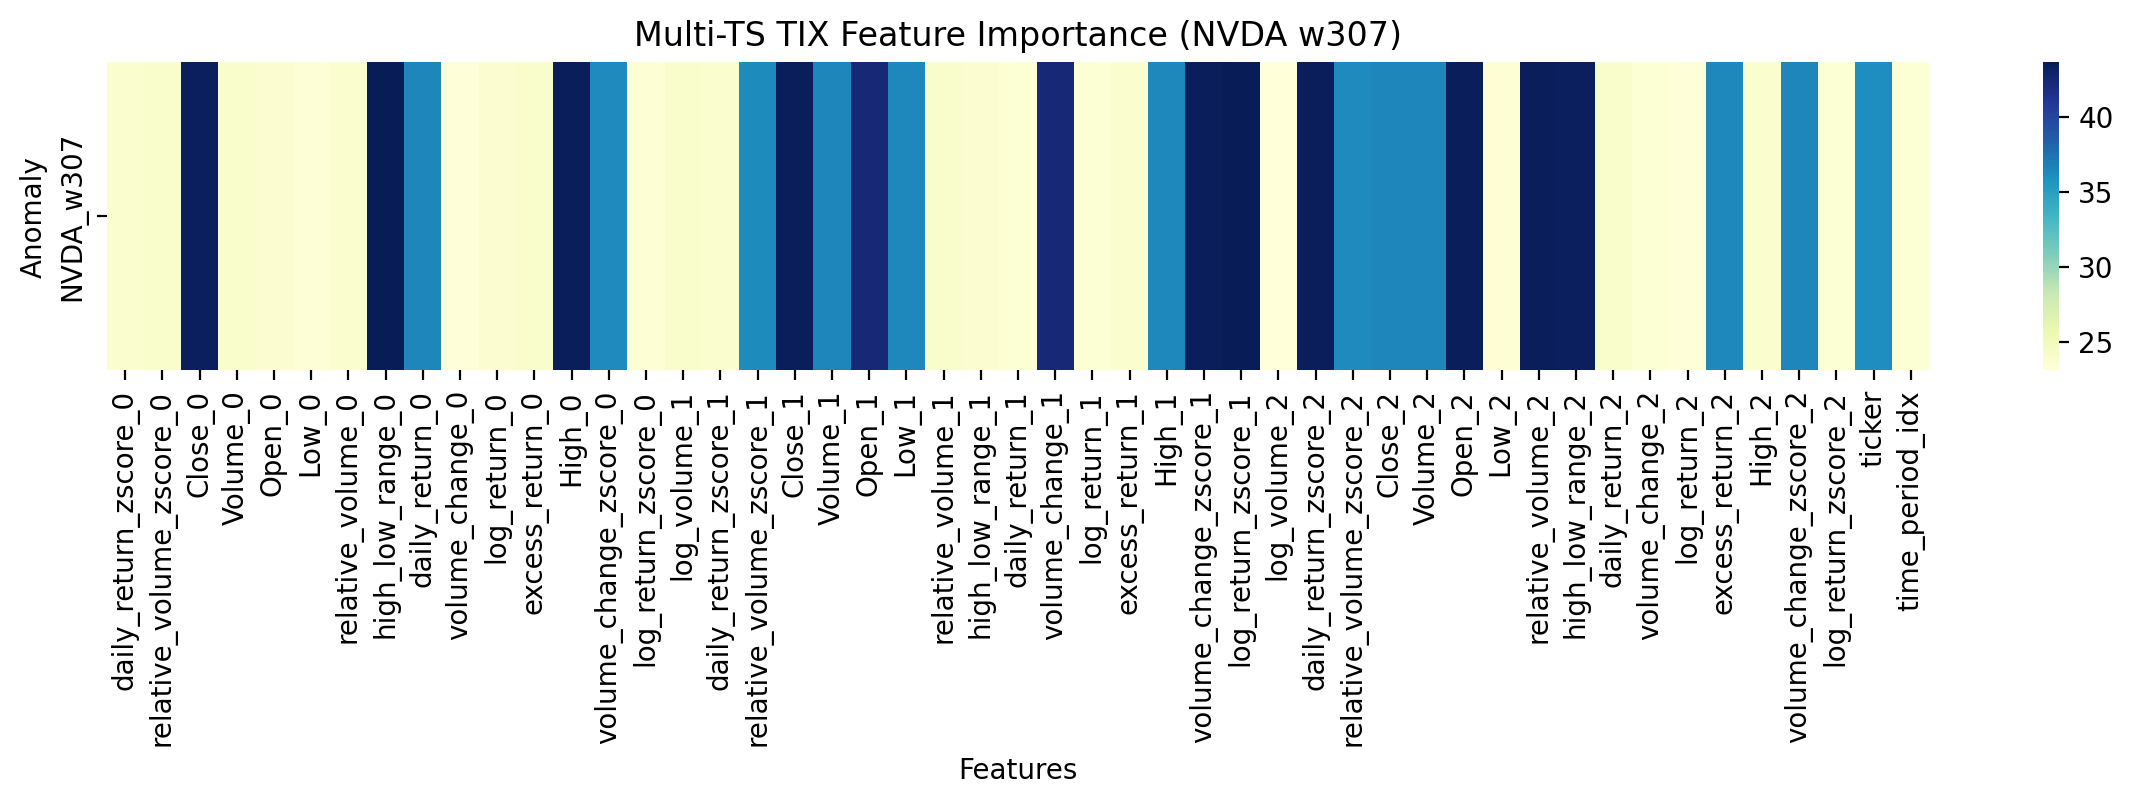 Multi-TS TIX Feature Importance (NVDA w307)
Anomaly
NVDA_w307
40
35
30
25
daily_return_zscore_0
relative_volume_zscore_0
Close_0
Volume_0
Open_0
Low_0
relative_volume_0
high_low_range_0
daily_return_0
volume_change_0
log_return_0
excess_return_0
High_0
volume_change_zscore_0
log_return_zscore_0
log_volume_1
daily_return_zscore_1
relative_volume_zscore_1
Close_1
Volume_1
Open_1
Low_1
relative_volume_1
high_low_range_1
daily_return_1
volume_change_1
log_return_1
excess_return_1
High_1
volume_change_zscore_1
log_return_zscore_1
log_volume_2
daily_return_zscore_2
relative_volume_zscore_2
Close_2
Volume_2
Open_2
Low_2
relative_volume_2
high_low_range_2
daily_return_2
volume_change_2
log_return_2
excess_return_2
High_2
volume_change_zscore_2
log_return_zscore_2
ticker
time_period_idx
Features